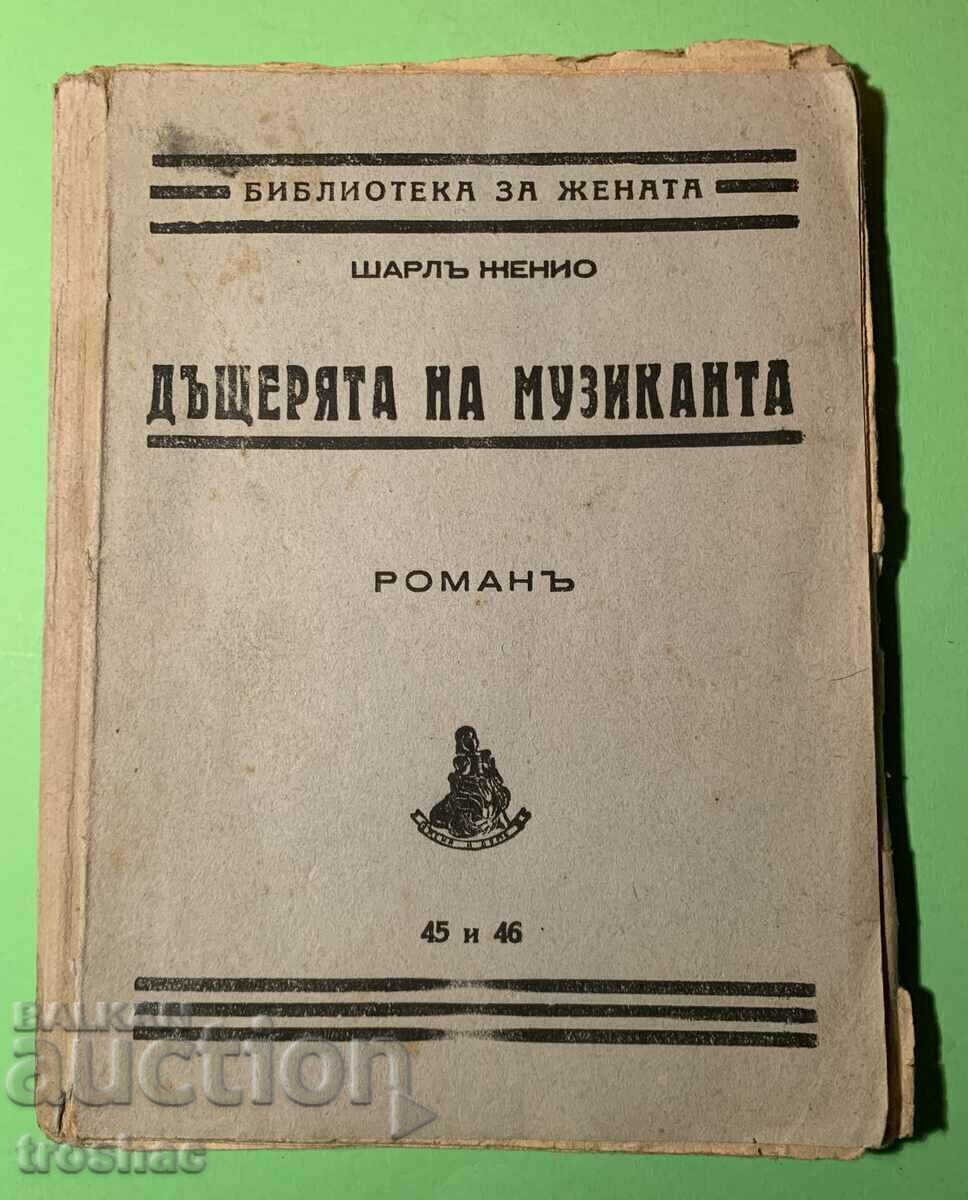 БИБЛИОТЕКА ЗА ЖЕНАТА
ШАРЛЪ ЖЕНИО
ДЪЩЕРЯТА НА МУЗИКАНТА
РОМАНЪ
45 и 46
BALKAN
auction
troshac